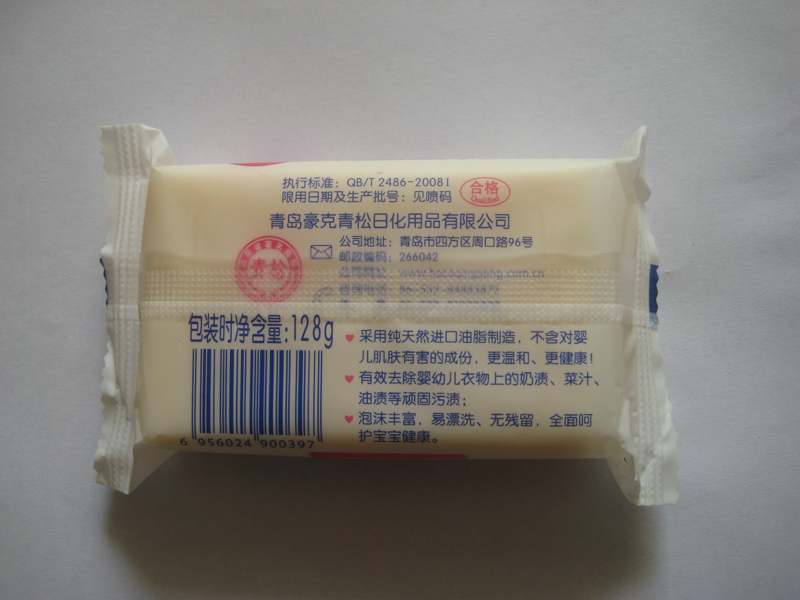 执行标准：QB/T 2486-20081
限用日期及生产批号：见喷码
合格
Qualified
青岛豪克青松日化用品有限公司
公司地址：青岛市四方区周口路96号
邮政编码：266042
公司网址：
青松
包装时净含量:128g
采用纯天然进口油脂制造，不含对婴
儿肌肤有害的成份，更温和、更健康！
有效去除婴幼儿衣物上的奶渍、菜汁、
油渍等顽固污渍；
泡沫丰富，易漂洗、无残留，全面呵
护宝宝健康。
6 956024 900397